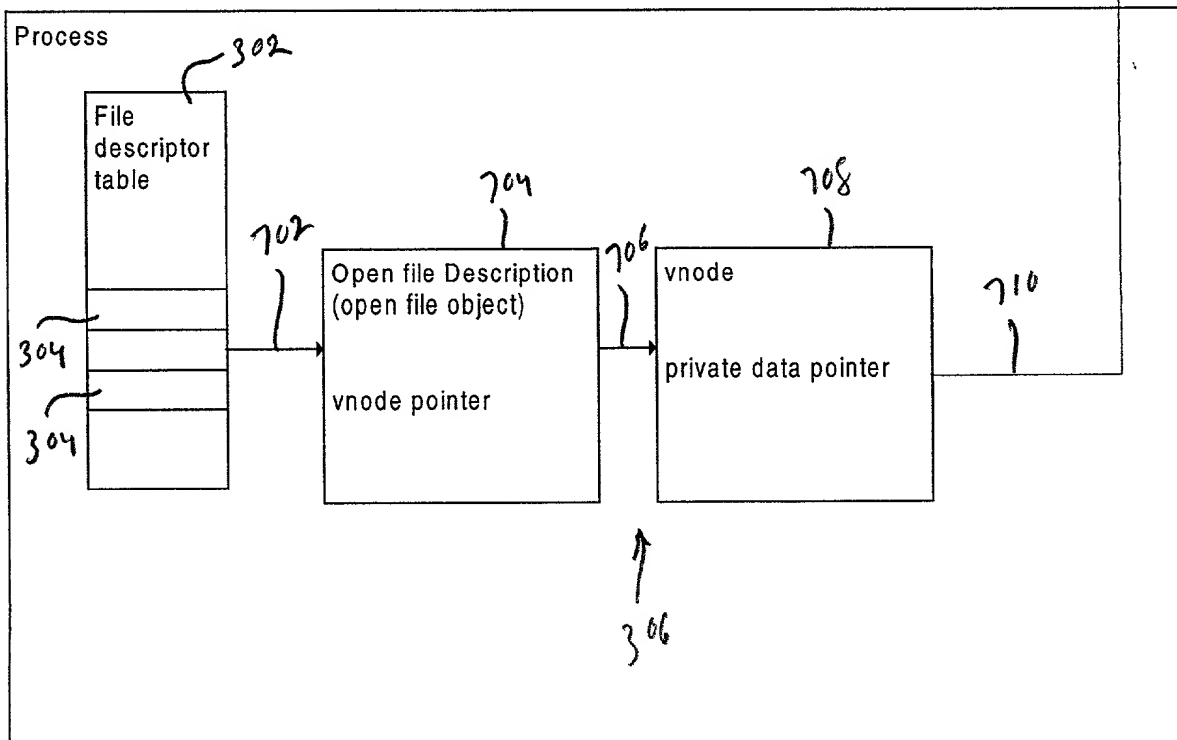 Process
302
File
descriptor
table
702
704
Open file Description
(open file object)
vnode pointer
706
708
vnode
private data pointer
710
304
304
306